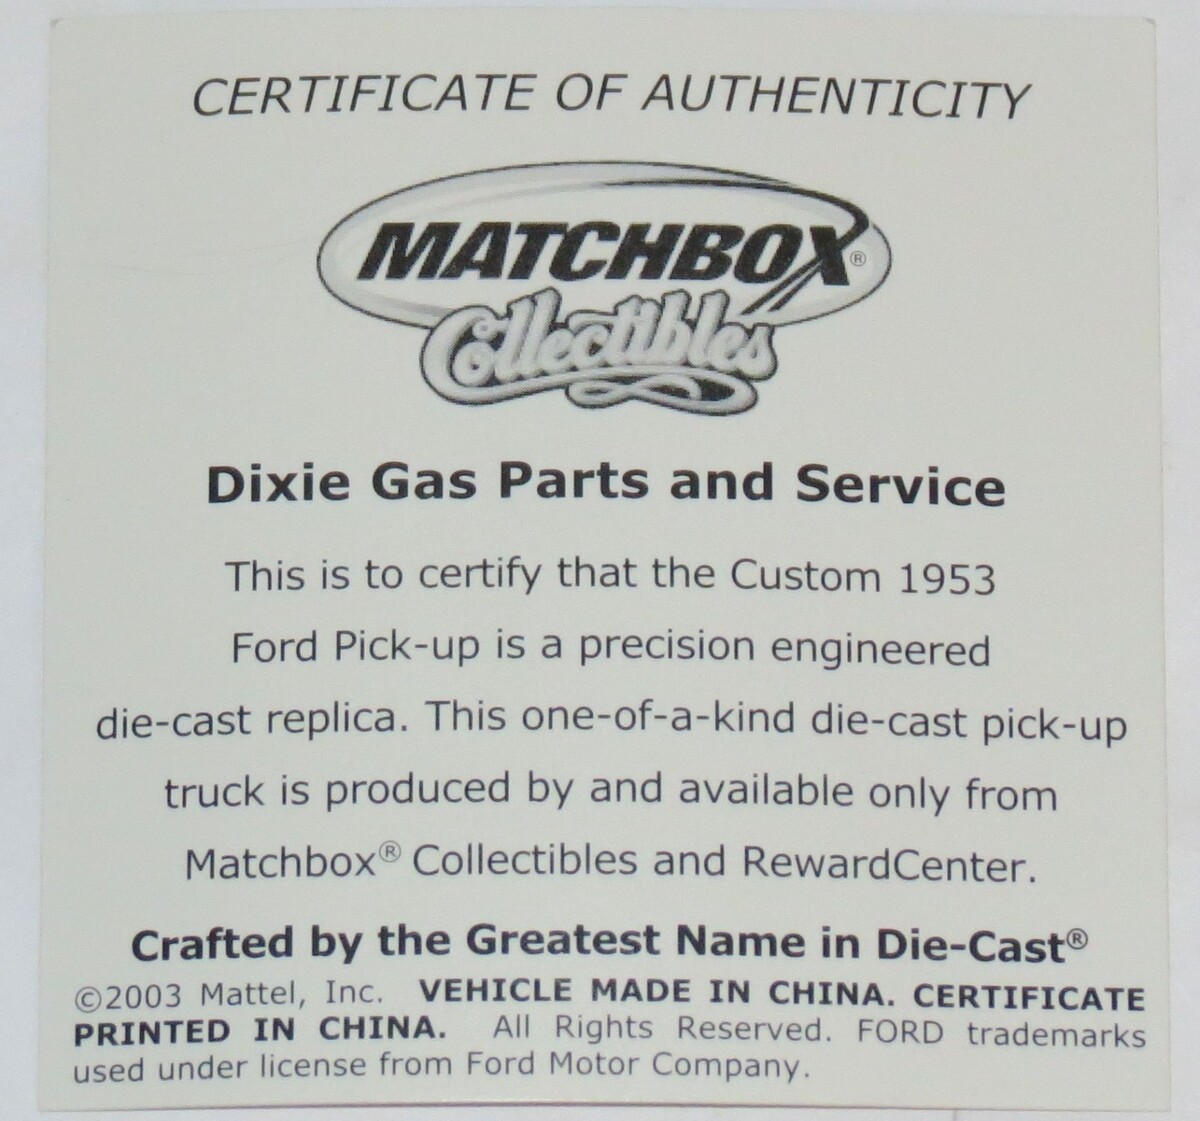 CERTIFICATE OF AUTHENTICITY
MATCHBOX®
Collectibles
Dixie Gas Parts and Service
This is to certify that the Custom 1953
Ford Pick-up is a precision engineered
die-cast replica. This one-of-a-kind die-cast pick-up
truck is produced by and available only from
Matchbox® Collectibles and RewardCenter.
Crafted by the Greatest Name in Die-Cast®
©2003 Mattel, Inc. VEHICLE MADE IN CHINA. CERTIFICATE
PRINTED IN CHINA. All Rights Reserved. FORD trademarks
used under license from Ford Motor Company.